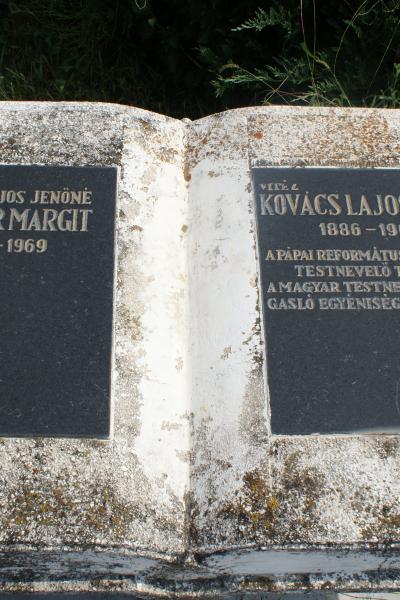 JOS JENŐNÉ
R MARGIT
-1969
VITÉZ
KOVÁCS LAJOS
1886-19
A PÁPAI REFORMÁTUS
TESTNEVELŐ T
A MAGYAR TESTNE
GASLÓ EGYÉNISÉG